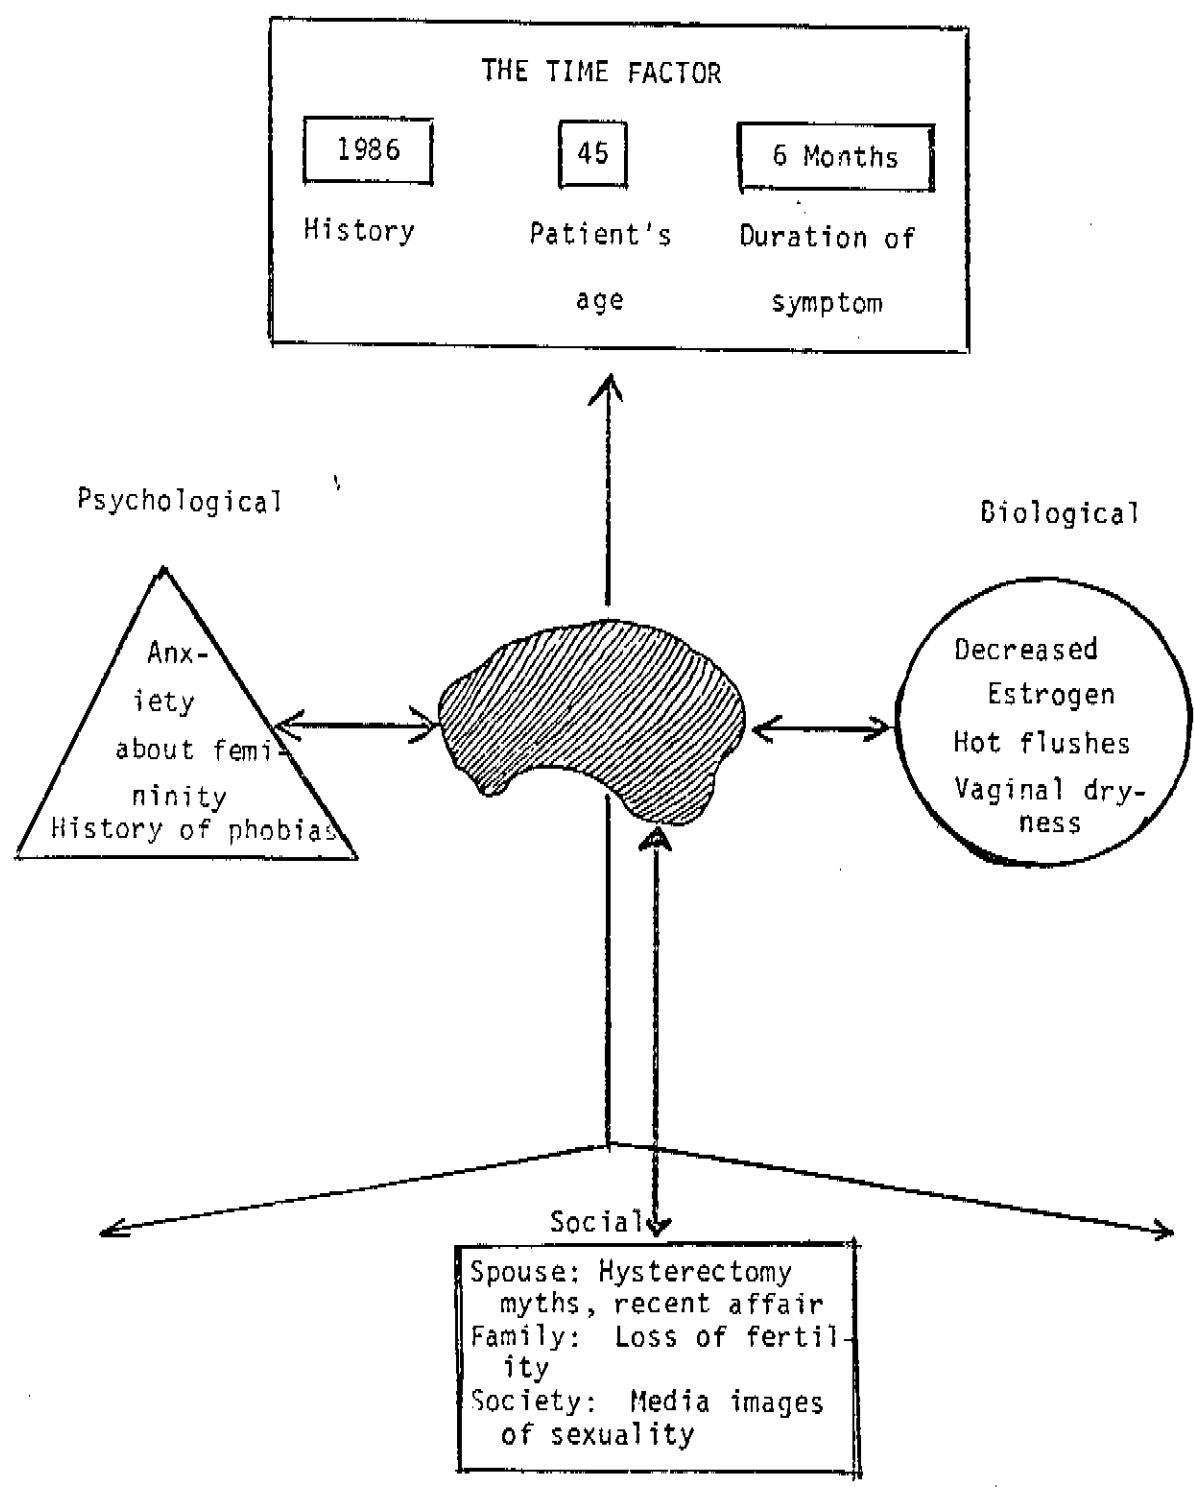 THE TIME FACTOR
1986
45
6 Months
History
Patient's
age
Duration of
symptom
Psychological
Anx-
iety
about femi-
ninity
History of phobias
Biological
Decreased
Estrogen
Hot flushes
Vaginal dry-
ness
Social
Spouse: Hysterectomy
myths, recent affair
Family: Loss of fertil-
ity
Society: Media images
of sexuality